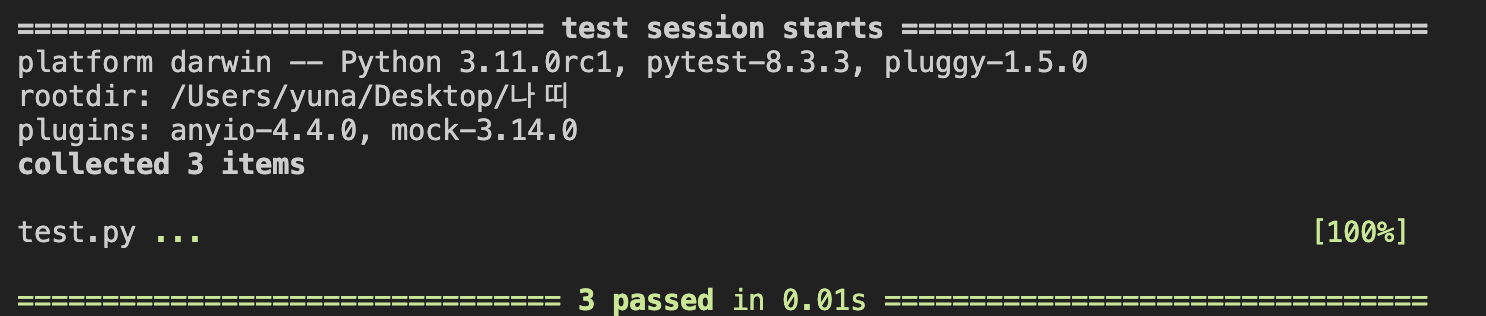 =============================== test session starts ===============================
platform darwin -- Python 3.11.0rc1, pytest-8.3.3, pluggy-1.5.0
rootdir: /Users/yuna/Desktop/나띠
plugins: anyio-4.4.0, mock-3.14.0
collected 3 items
test.py ... [100%]
================================ 3 passed in 0.01s ================================